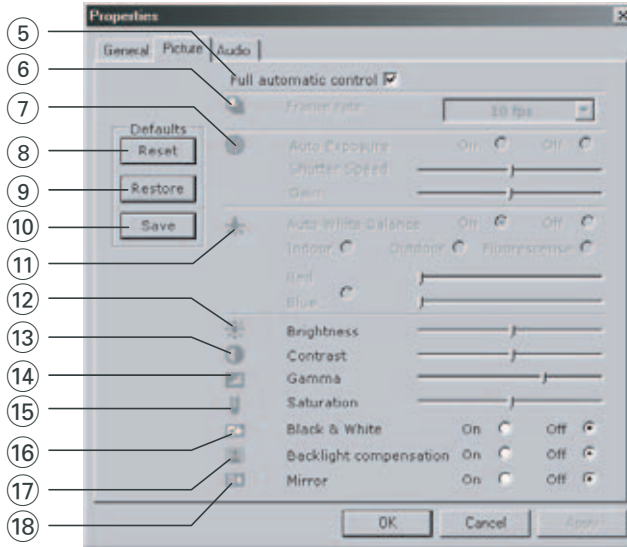 Properties
General Picture Audio
5 Full automatic control
6 Frame rate 10 fps
Defaults
7 Auto Exposure On Off
8 Reset Shutter Speed
Gain
9 Restore
10 Save
11 Auto White Balance On Off
Indoor Outdoor Fluorescense
Red
Blue
12 Brightness
13 Contrast
14 Gamma
15 Saturation
16 Black & White On Off
17 Backlight compensation On Off
18 Mirror On Off
OK Cancel Apply